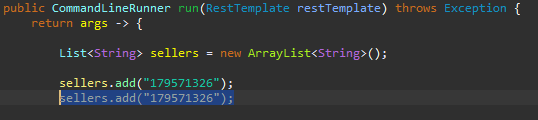 public CommandLineRunner run(RestTemplate restTemplate) throws Exception {
return args -> {
List<String> sellers = new ArrayList<String>();
sellers.add("179571326");
sellers.add("179571326");